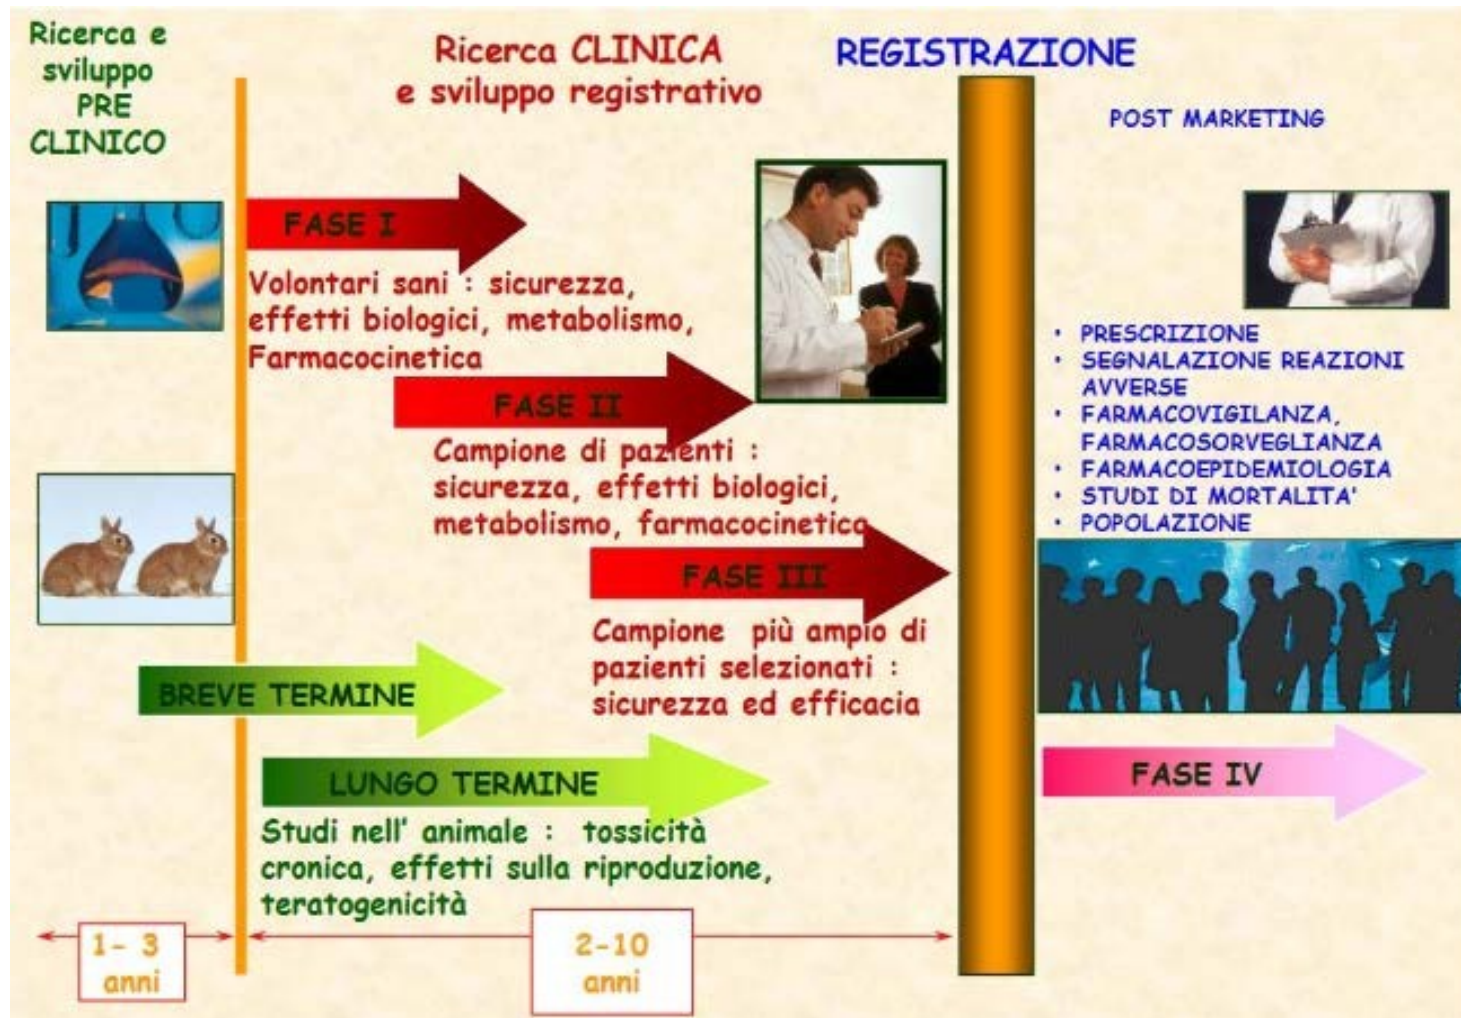 Ricerca e
sviluppo
PRE
CLINICO
Ricerca CLINICA
e sviluppo registrativo
REGISTRAZIONE
POST MARKETING
FASE I
Volontari sani : sicurezza,
effetti biologici, metabolismo,
Farmacocinetica
FASE II
Campione di pazienti :
sicurezza, effetti biologici,
metabolismo, farmacocinetica
FASE III
Campione più ampio di
pazienti selezionati :
sicurezza ed efficacia
• PRESCRIZIONE
• SEGNALAZIONE REAZIONI
AVVERSE
• FARMACOVIGILANZA,
FARMACOSORVEGLIANZA
• FARMACOEPIDEMIOLOGIA
• STUDI DI MORTALITA'
• POPOLAZIONE
BREVE TERMINE
LUNGO TERMINE
Studi nell' animale : tossicità
cronica, effetti sulla riproduzione,
teratogenicità
FASE IV
1- 3
anni
2-10
anni